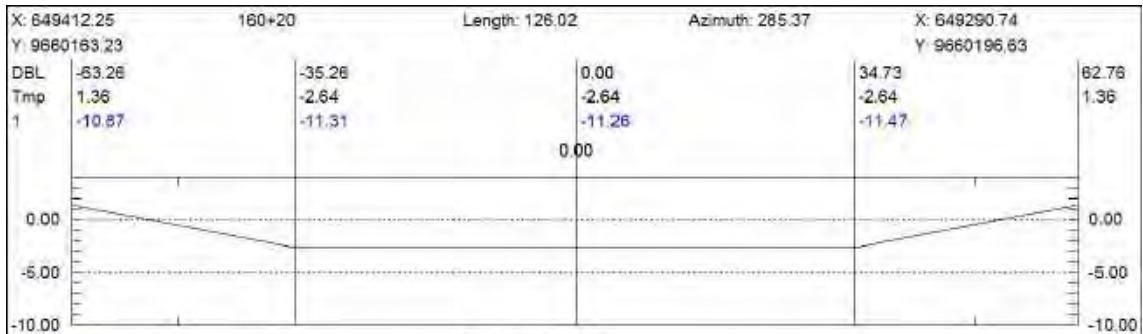 X: 649412.25 160+20 Length: 126.02 Azimuth: 285.37 X: 649290.74
Y: 9660163.23 Y: 9660196.63
DBL -63.26 -35.26 0.00 34.73 62.76
Tmp 1.36 -2.64 -2.64 -2.64 1.36
1 -10.87 -11.31 -11.26 -11.47
0.00
0.00 0.00
-5.00 -5.00
-10.00 -10.00